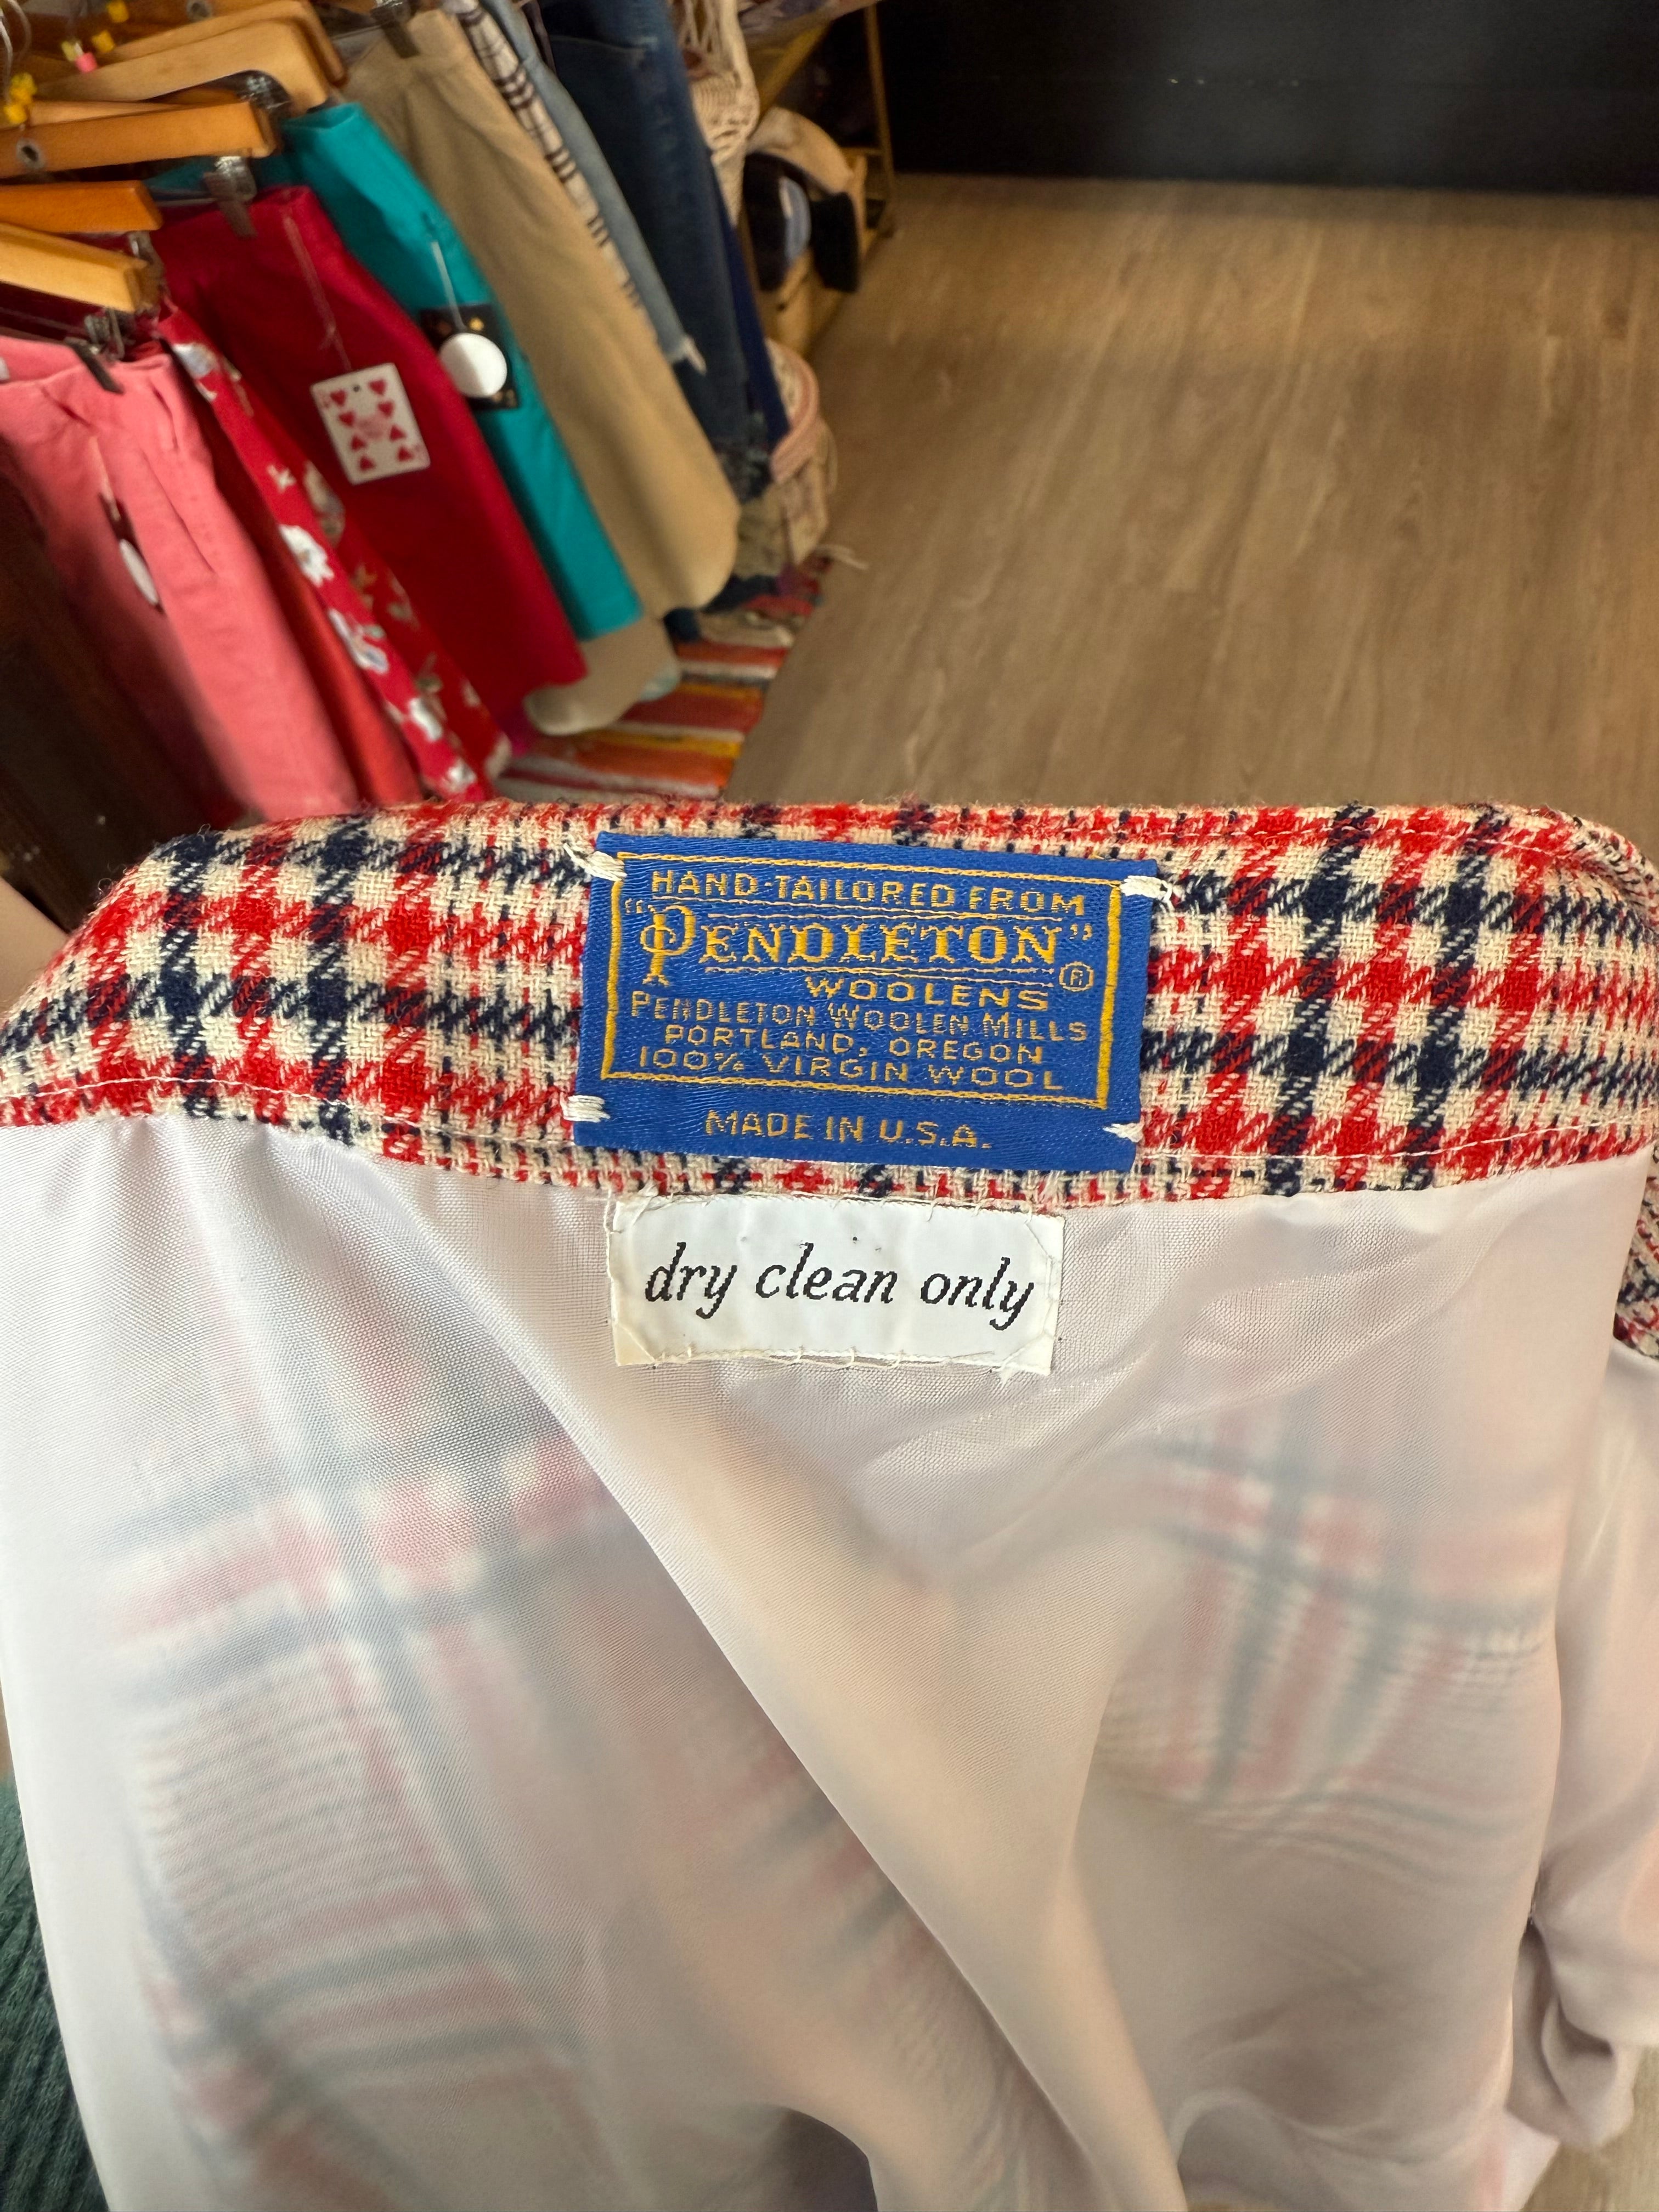 HAND-TAILORED FROM
"PENDLETON"®
WOOLENS
PENDLETON WOOLEN MILLS
PORTLAND, OREGON
100% VIRGIN WOOL
MADE IN U.S.A.
dry clean only